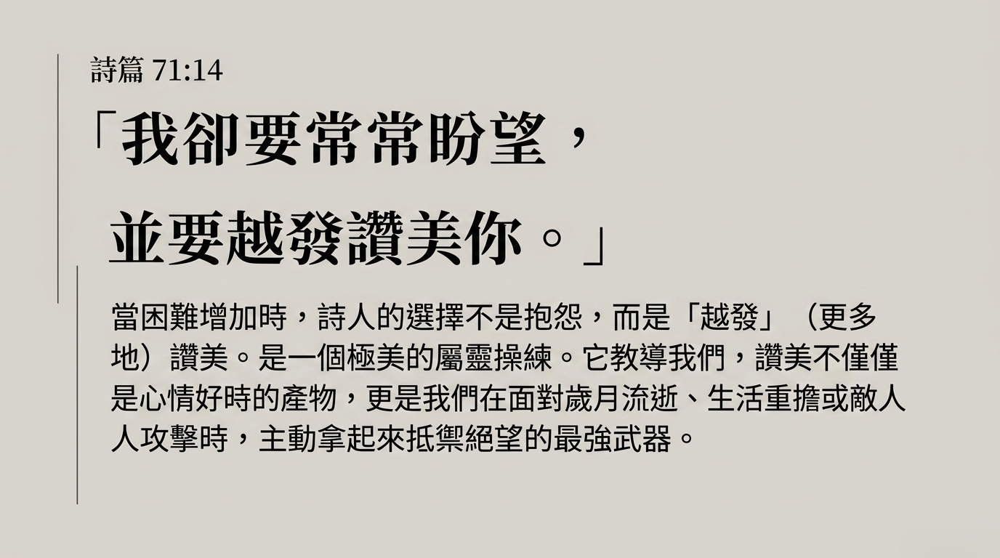 詩篇 71:14
「我卻要常常盼望，
並要越發讚美你。」
當困難增加時，詩人的選擇不是抱怨，而是「越發」（更多
地）讚美。是一個極美的屬靈操練。它教導我們，讚美不僅僅
是心情好時的產物，更是我們在面對歲月流逝、生活重擔或敵人
人攻擊時，主動拿起來抵禦絕望的最強武器。